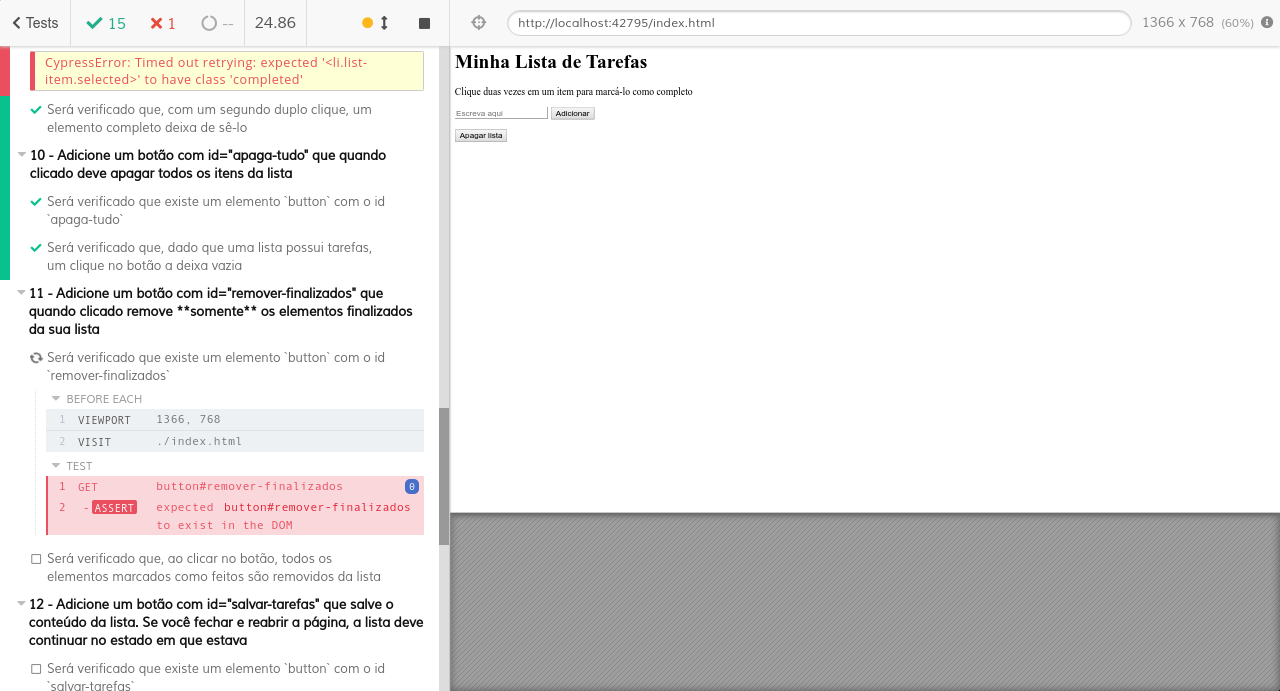 Tests
15
1
--
24.86
http://localhost:42795/index.html
1366 x 768 (60%)
CypressError: Timed out retrying: expected '<li.list-
item.selected>' to have class 'completed'
Será verificado que, com um segundo duplo clique, um
elemento completo deixa de sê-lo
10 - Adicione um botão com id="apaga-tudo" que quando
clicado deve apagar todos os itens da lista
Será verificado que existe um elemento `button` com o id
`apaga-tudo`
Será verificado que, dado que uma lista possui tarefas,
um clique no botão a deixa vazia
11 - Adicione um botão com id="remover-finalizados" que
quando clicado remove **somente** os elementos finalizados
da sua lista
Será verificado que existe um elemento `button` com o id
`remover-finalizados`
BEFORE EACH
1 VIEWPORT 1366, 768
2 VISIT ./index.html
TEST
1 GET button#remover-finalizados 0
2 -ASSERT expected button#remover-finalizados
to exist in the DOM
Será verificado que, ao clicar no botão, todos os
elementos marcados como feitos são removidos da lista
12 - Adicione um botão com id="salvar-tarefas" que salve o
conteúdo da lista. Se você fechar e reabrir a página, a lista deve
continuar no estado em que estava
Será verificado que existe um elemento `button` com o id
`salvar-tarefas`
Minha Lista de Tarefas
Clique duas vezes em um item para marcá-lo como completo
Escreva aqui
Adicionar
Apagar lista